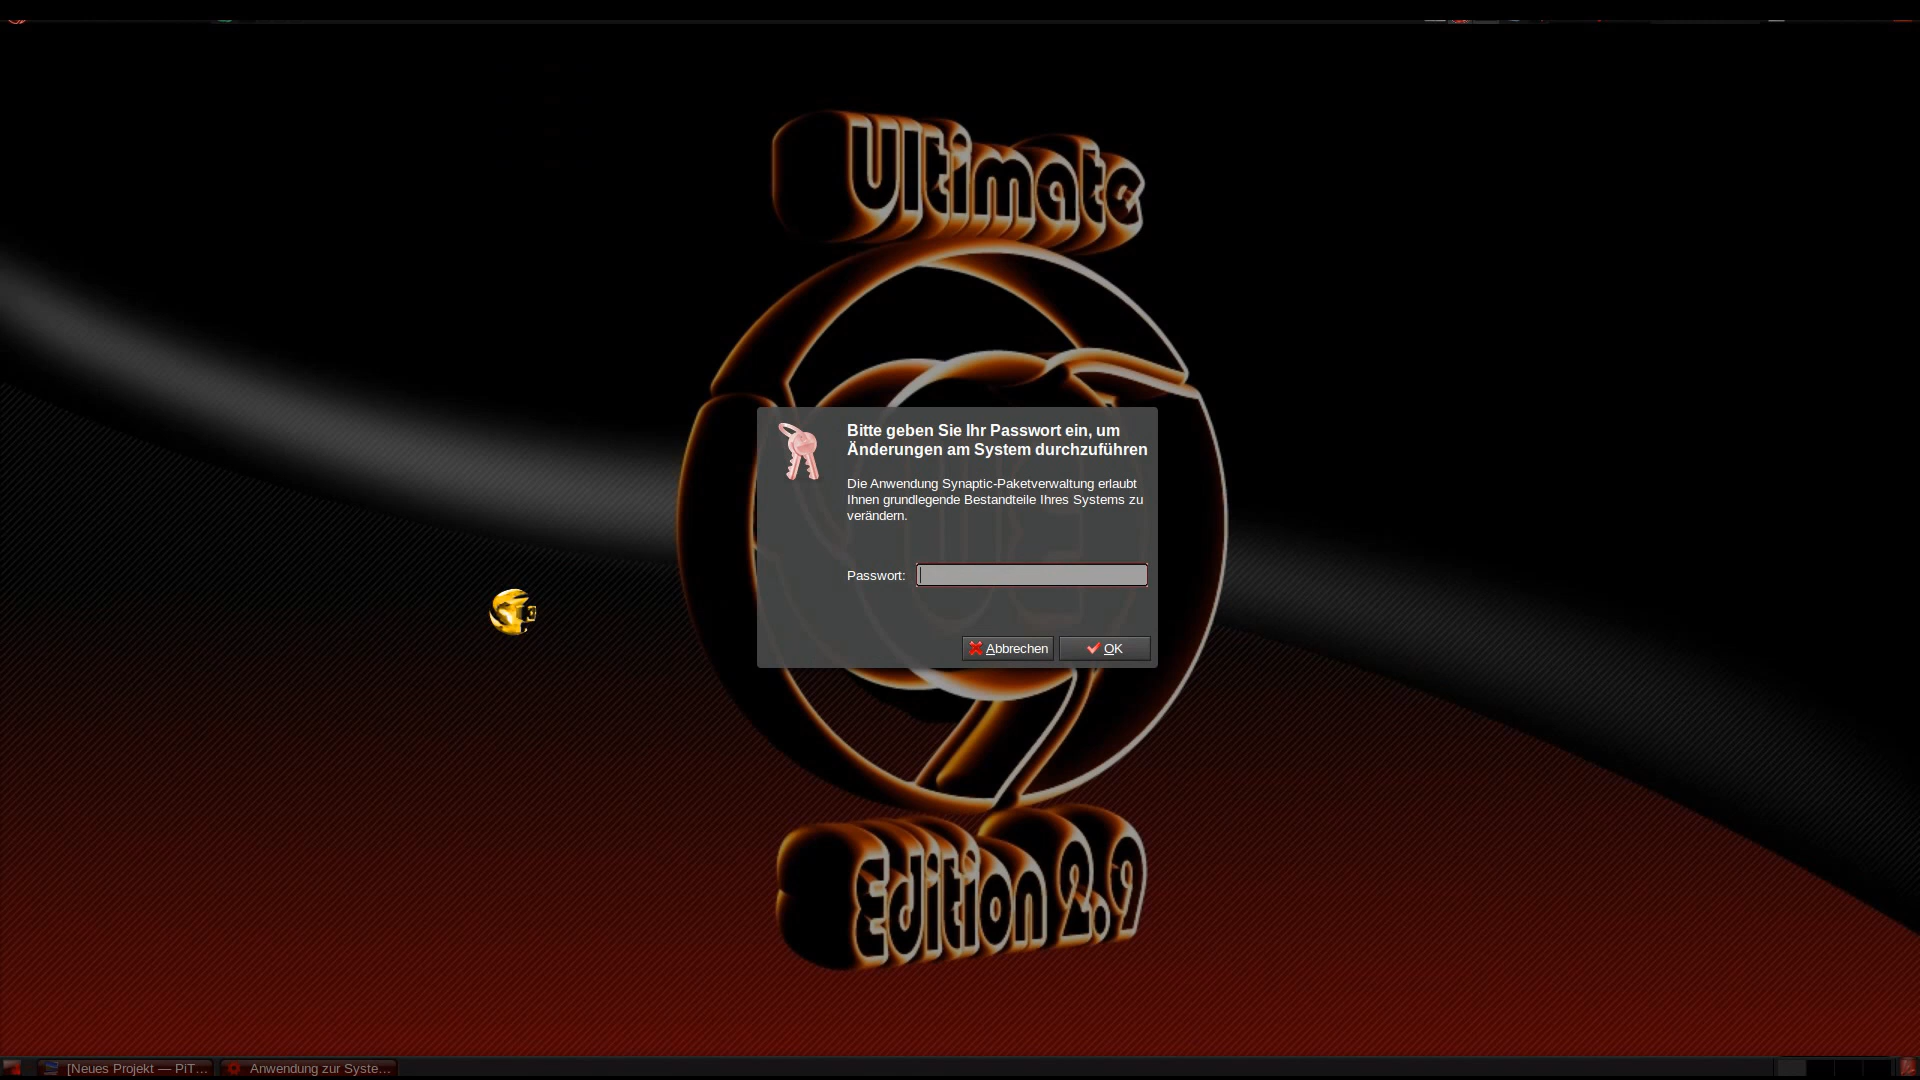 Ultimate
Bitte geben Sie Ihr Passwort ein, um
Änderungen am System durchzuführen
Die Anwendung Synaptic-Paketverwaltung erlaubt
Ihnen grundlegende Bestandteile Ihres Systems zu
verändern.
Passwort:
Abbrechen
OK
Edition 2.9
[Neues Projekt — PiT...
Anwendung zur Syste...